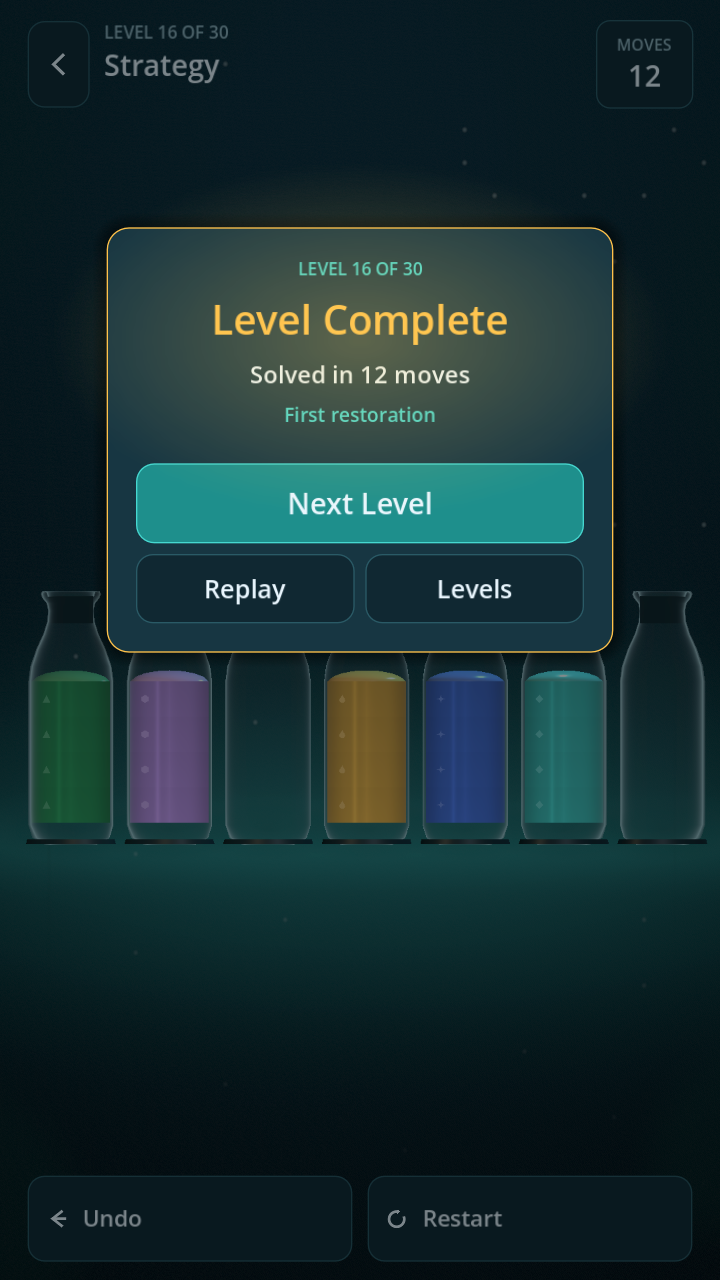 LEVEL 16 OF 30
Strategy
MOVES
12
LEVEL 16 OF 30
Level Complete
Solved in 12 moves
First restoration
Next Level
Replay
Levels
Undo
Restart